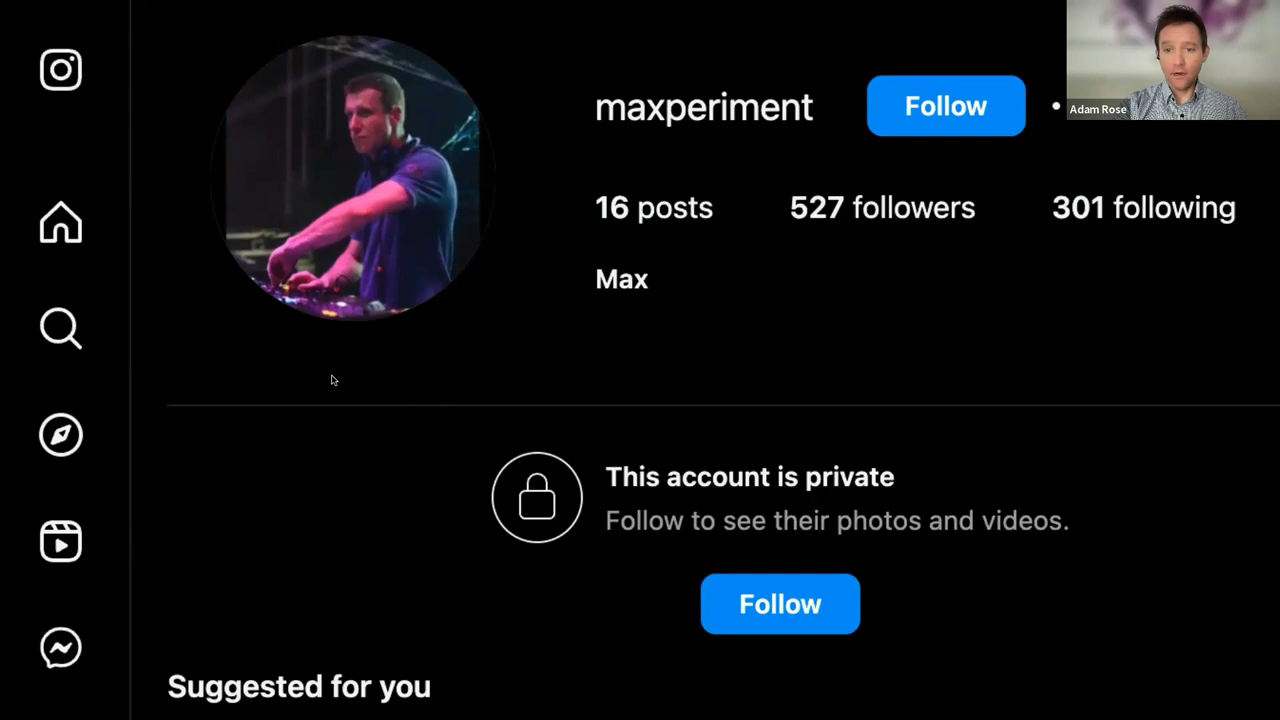 maxperiment Follow
Adam Rose
16 posts 527 followers 301 following
Max
This account is private
Follow to see their photos and videos.
Follow
Suggested for you